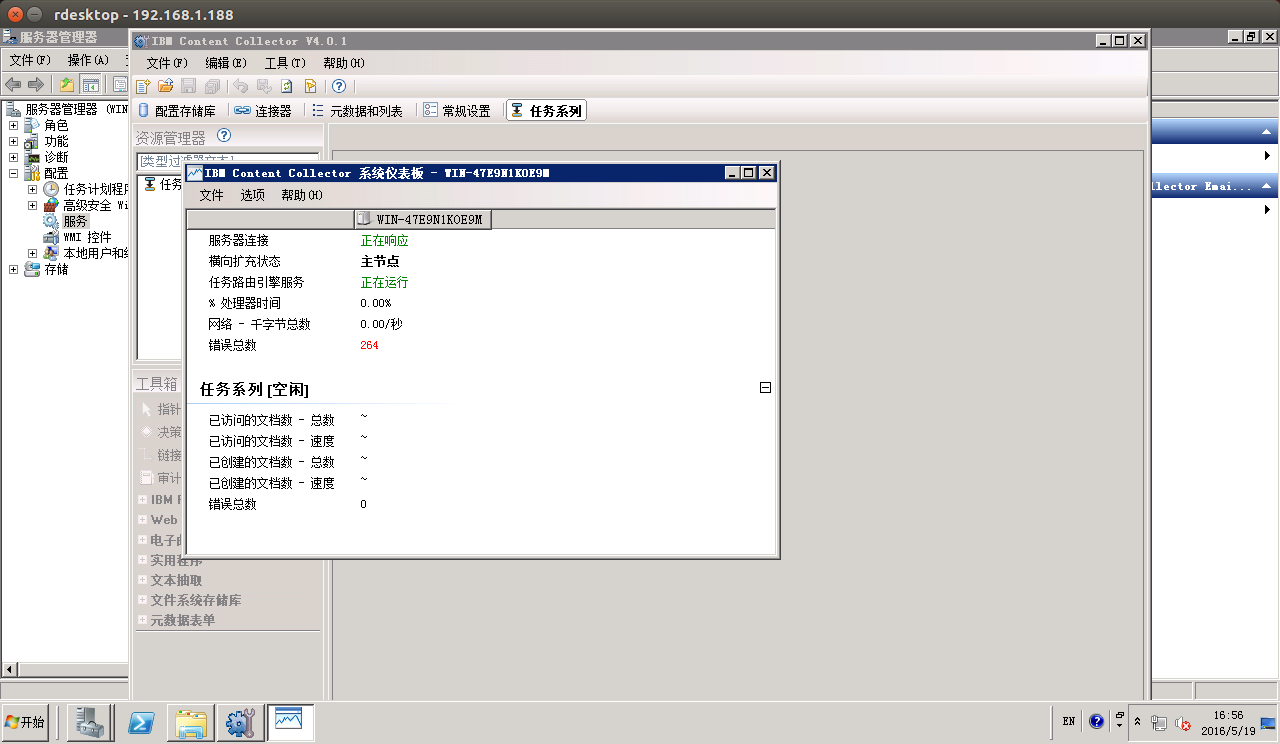 rdesktop - 192.168.1.188
服务器管理器
IBM Content Collector V4.0.1
文件(F) 操作(A)
文件(F) 编辑(E) 工具(T) 帮助(H)
配置存储库 连接器 元数据和列表 常规设置 任务系列
服务器管理器 (WIN
角色
功能
诊断
配置
任务计划程序
高级安全 Wi
服务
WMI 控件
本地用户和组
存储
资源管理器
[类型过滤器文本]
任务
IBM Content Collector 系统仪表板 - WIN-47E9N1KOE9M
文件 选项 帮助(H)
WIN-47E9N1KOE9M
服务器连接 正在响应
横向扩充状态 主节点
任务路由引擎服务 正在运行
% 处理器时间 0.00%
网络 - 千字节总数 0.00/秒
错误总数 264
任务系列 [空闲]
已访问的文档数 - 总数 ~
已访问的文档数 - 速度 ~
已创建的文档数 - 总数 ~
已创建的文档数 - 速度 ~
错误总数 0
llector Emai...
工具箱
指针
决策
链接
审计
IBM
Web
电子
实用程序
文本抽取
文件系统存储库
元数据表单
开始
EN
16:56
2016/5/19